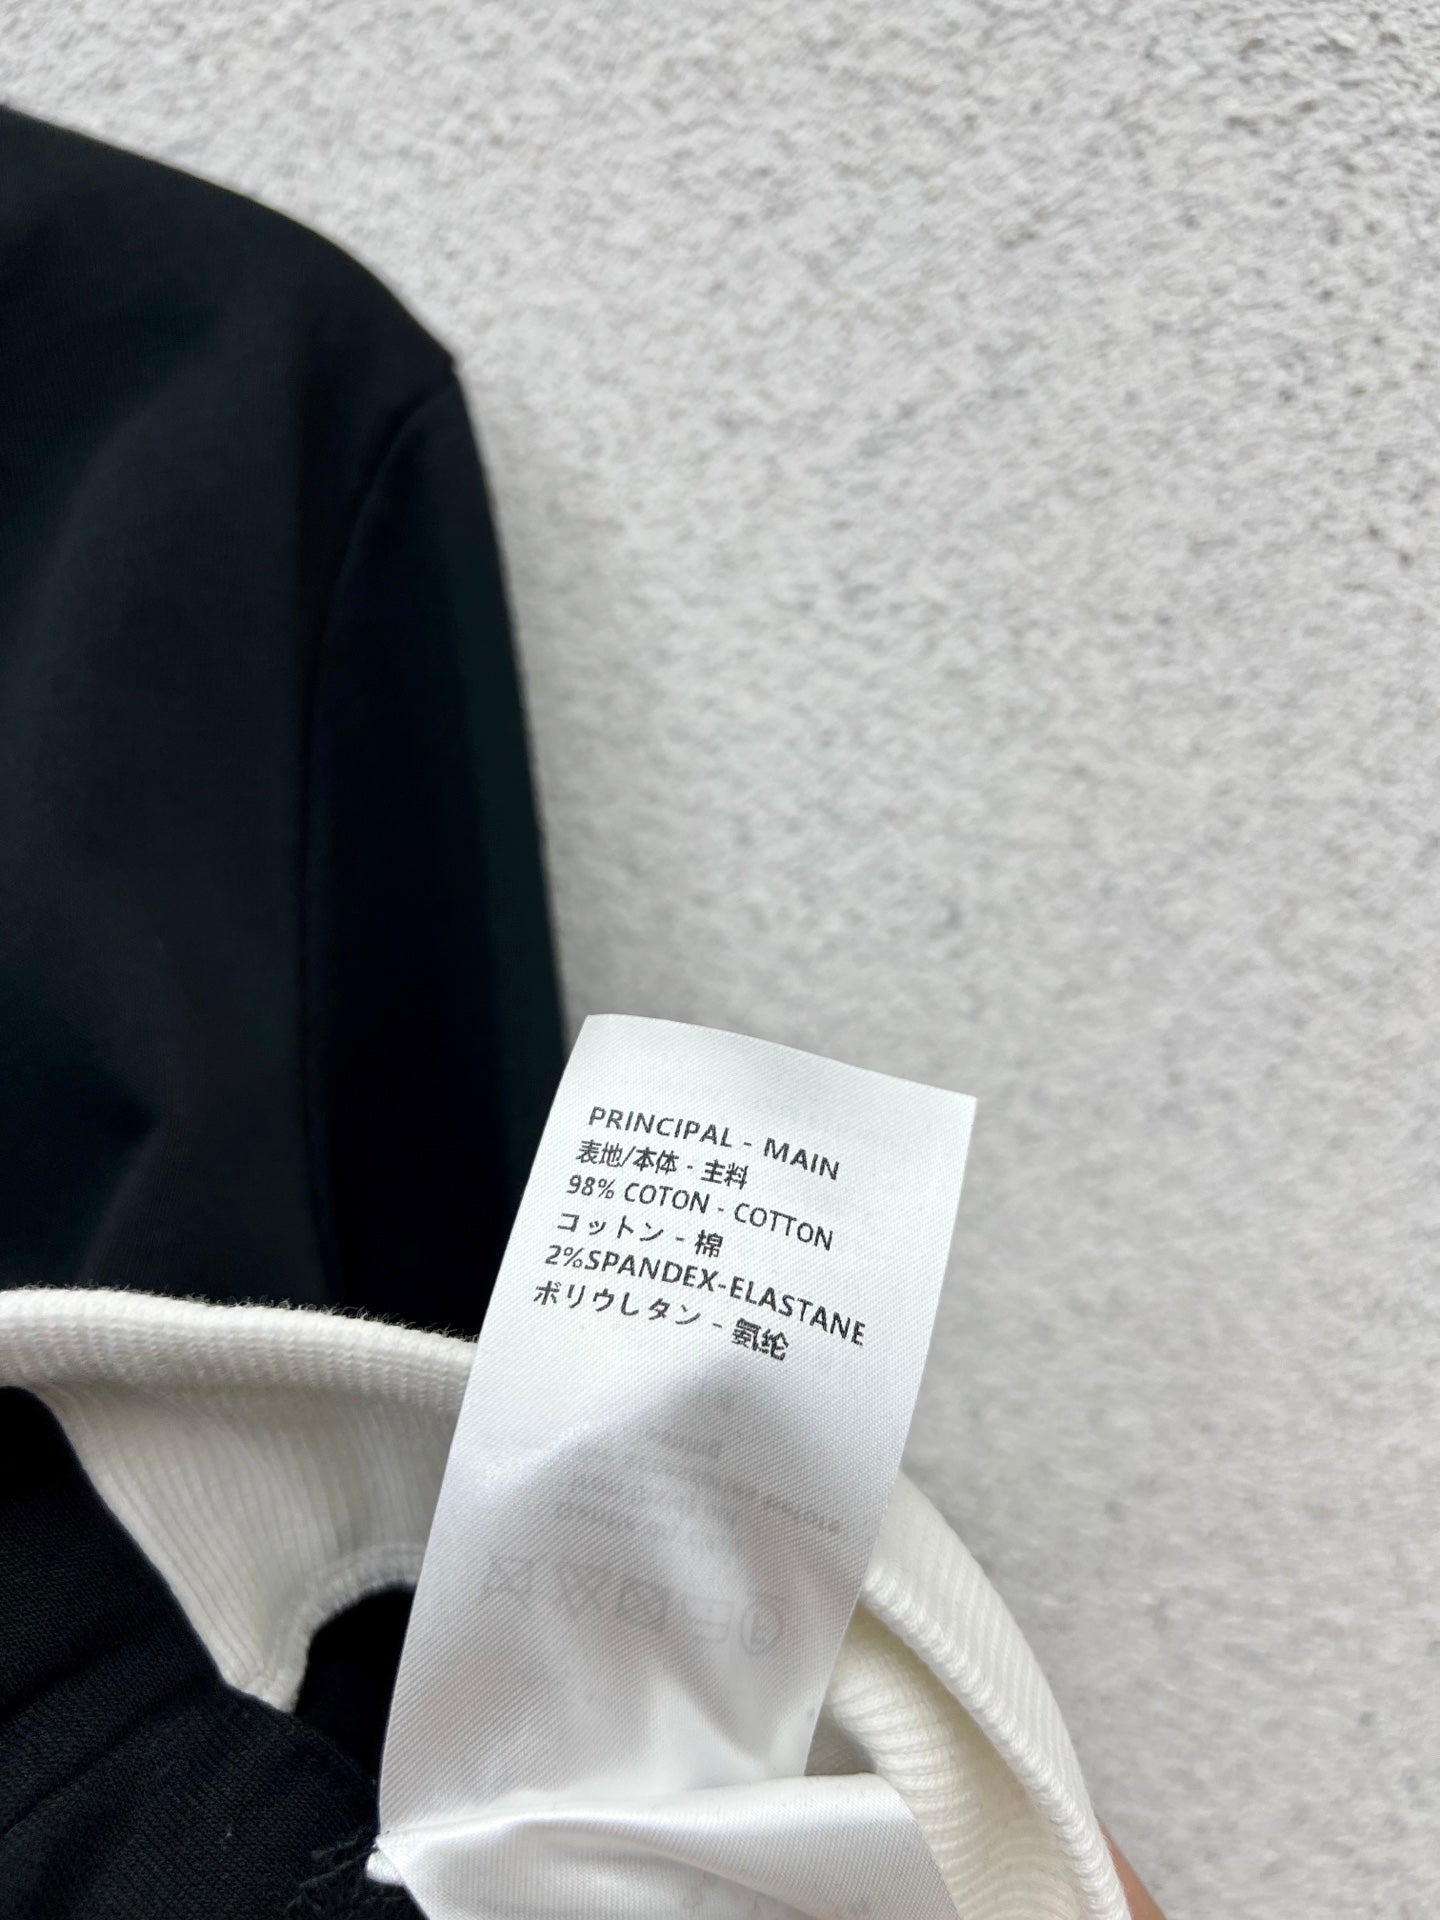 PRINCIPAL - MAIN
表地/本体 - 主料
98% COTON - COTTON
コットン - 棉
2%SPANDEX-ELASTANE
ポリウレタン - 氨纶